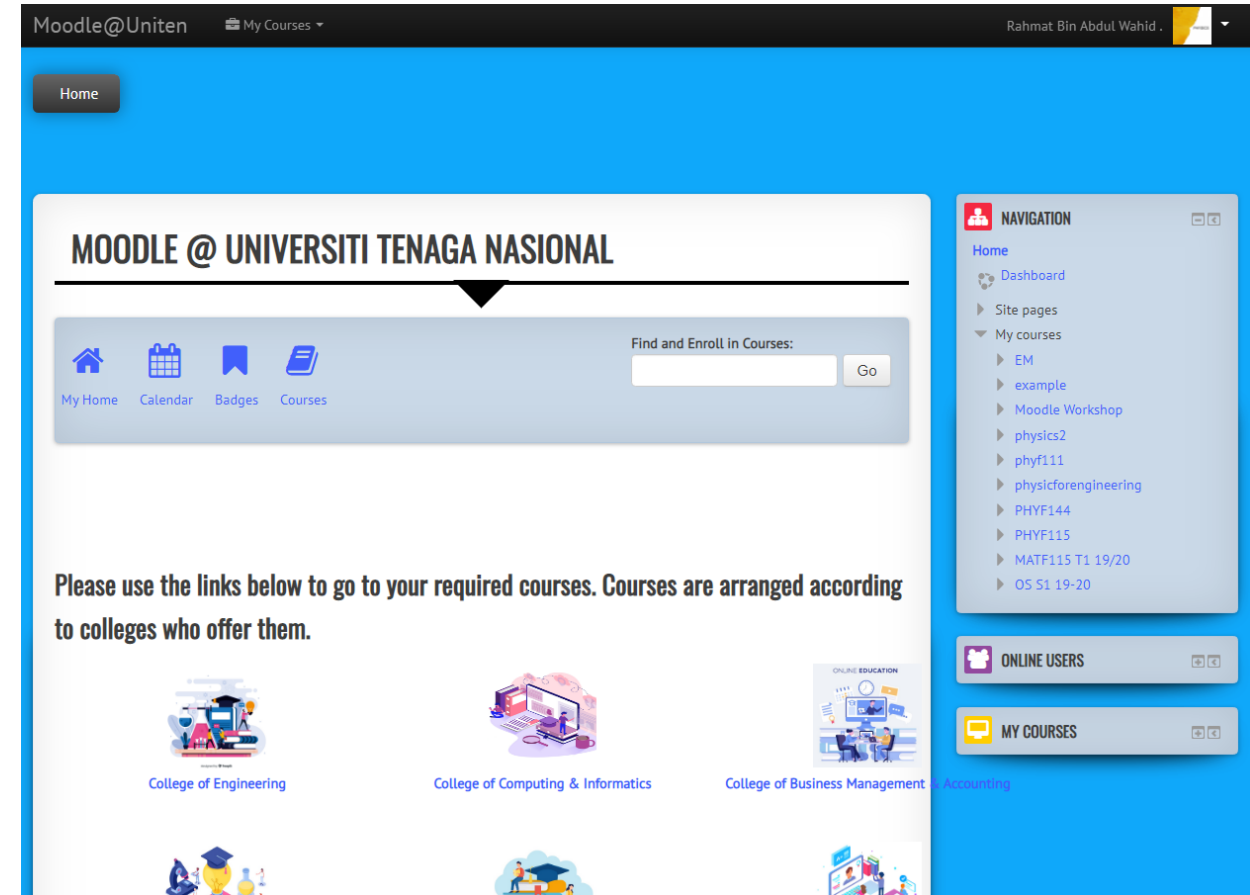 Moodle@Uniten
My Courses
Rahmat Bin Abdul Wahid .
Home
MOODLE @ UNIVERSITI TENAGA NASIONAL
Find and Enroll in Courses:
Go
My Home
Calendar
Badges
Courses
Please use the links below to go to your required courses. Courses are arranged according
to colleges who offer them.
ONLINE EDUCATION
College of Engineering
College of Computing & Informatics
College of Business Management & Accounting
NAVIGATION
Home
Dashboard
Site pages
My courses
EM
example
Moodle Workshop
physics2
phyf111
physicforengineering
PHYF144
PHYF115
MATF115 T1 19/20
OS S1 19-20
ONLINE USERS
MY COURSES